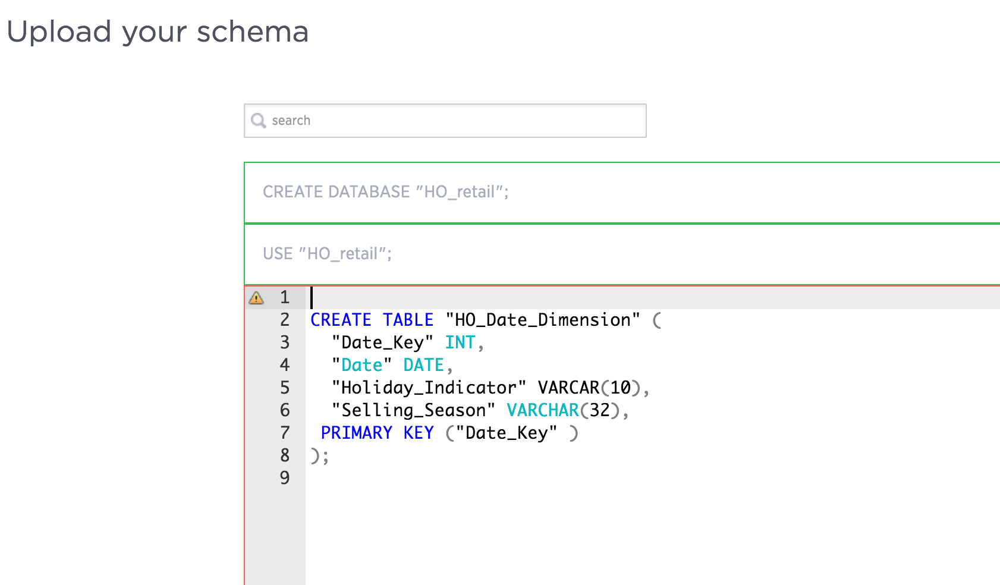 Upload your schema
search
CREATE DATABASE "HO_retail";
USE "HO_retail";
1
2 CREATE TABLE "HO_Date_Dimension" (
3 "Date_Key" INT,
4 "Date" DATE,
5 "Holiday_Indicator" VARCAR(10),
6 "Selling_Season" VARCHAR(32),
7 PRIMARY KEY ("Date_Key" )
8 );
9